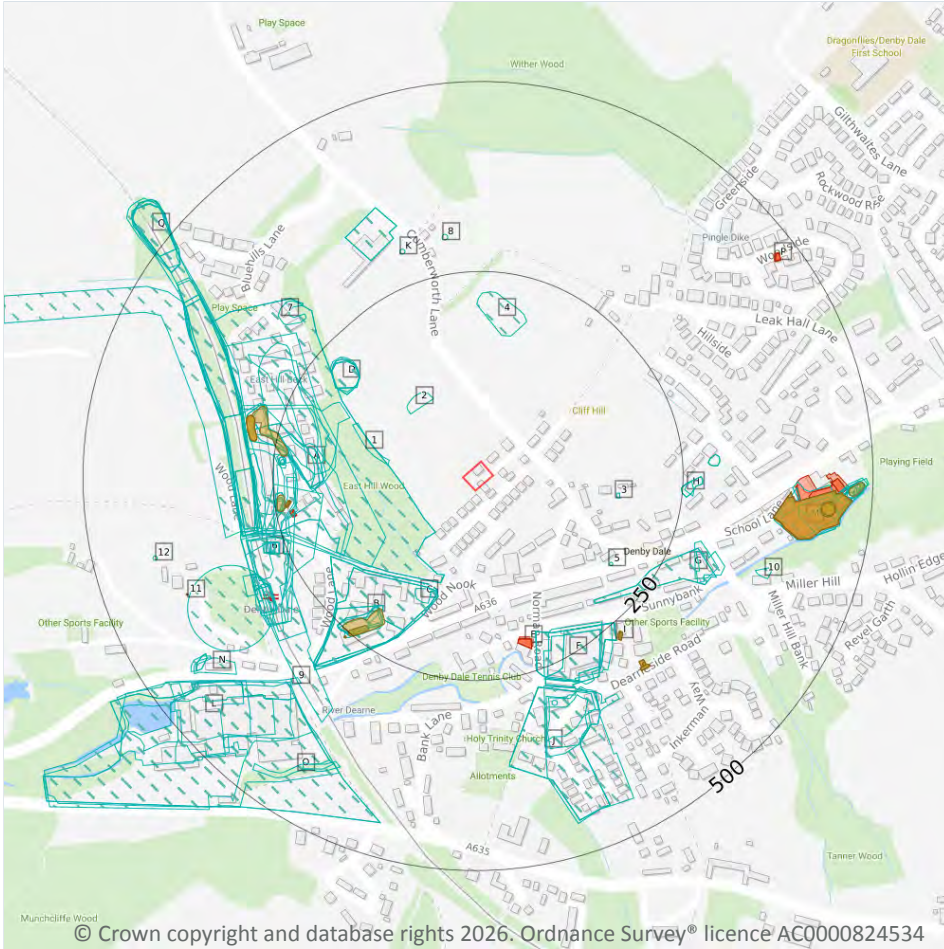 Play Space
Dragonflies/Denby Dale
First School
Wither Wood
Gilthwaites Lane
Greenside
Rockwood Rise
Q
8
K
Cumberworth Lane
Bluehills Lane
Pingle Dike
Woodside
7
Play Space
4
Leak Hall Lane
Hillside
D
East Hill Beck
2
Cliff Hill
1
A
East Hill Wood
Playing Field
H
3
School Lane
Wood Lane
12
5
Denby Dale
G
10
11
Wood Lane
C
Wood Nook
A636
B
250
Sunnybank
Miller Hill
Hollin Edge
Other Sports Facility
Norman Road
Other Sports Facility
Miller Hill Bank
Revel Garth
N
F
I
Dearneside Road
9
Denby Dale Tennis Club
L
River Dearne
Bank Lane
Inkerman Way
Holy Trinity Church
J
O
Allotments
500
A635
Tanner Wood
Munchcliffe Wood
© Crown copyright and database rights 2026. Ordnance Survey® licence AC0000824534